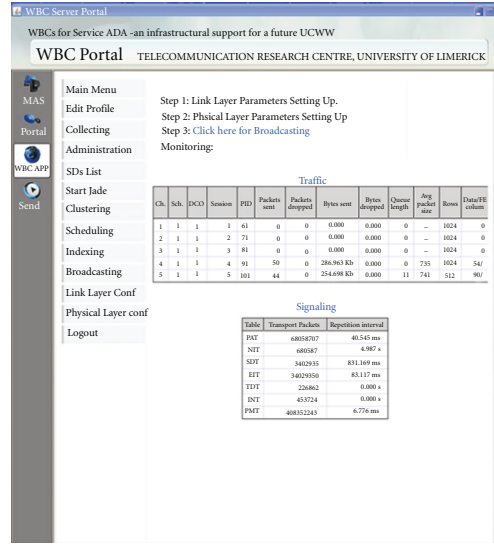 WBC Server Portal
WBCs for Service ADA -an infrastructural support for a future UCWW
WBC Portal TELECOMMUNICATION RESEARCH CENTRE, UNIVERSITY OF LIMERICK
MAS
Portal
WBC APP
Send
Main Menu
Edit Profile
Collecting
Administration
SDs List
Start Jade
Clustering
Scheduling
Indexing
Broadcasting
Link Layer Conf
Physical Layer conf
Logout
Step 1: Link Layer Parameters Setting Up.
Step 2: Phsical Layer Parameters Setting Up
Step 3: Click here for Broadcasting
Monitoring:
Traffic
Ch. Sch. DCO Session PID Packets sent Packets dropped Bytes sent Bytes dropped Queue length Avg packet size Rows Data/FE colum
1 1 1 1 61 0 0 0.000 0.000 0 – 1024 0
2 1 1 2 71 0 0 0.000 0.000 0 – 1024 0
3 1 1 3 81 0 0 0.000 0.000 0 – 1024 0
4 1 1 4 91 50 0 286.963 Kb 0.000 0 735 1024 54/
5 1 1 5 101 44 0 254.698 Kb 0.000 11 741 512 90/
Signaling
Table Transport Packets Repetition interval
PAT 68058707 40.545 ms
NIT 680587 4.987 s
SDT 3402935 831.169 ms
EIT 34029350 83.117 ms
TDT 226862 0.000 s
INT 453724 0.000 s
PMT 408352243 6.776 ms